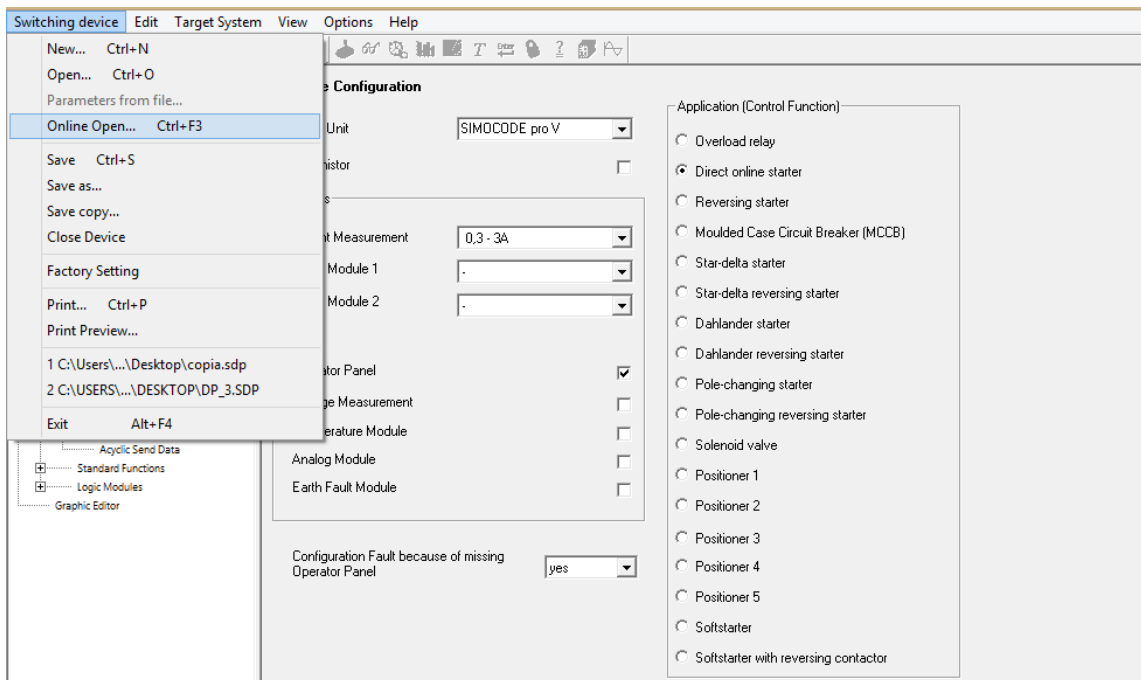 Switching device Edit Target System View Options Help
New... Ctrl+N
Open... Ctrl+O
Parameters from file...
Online Open... Ctrl+F3
Save Ctrl+S
Save as...
Save copy...
Close Device
Factory Setting
Print... Ctrl+P
Print Preview...
1 C:\Users\...\Desktop\copia.sdp
2 C:\USERS\...\DESKTOP\DP_3.SDP
Exit Alt+F4
Acyclic Send Data
Standard Functions
Logic Modules
Graphic Editor
Configuration
Unit SIMOCODE pro V
Measurement 0,3 - 3A
Module 1 -
Module 2 -
Panel
Measurement
Module
Analog Module
Earth Fault Module
Configuration Fault because of missing
Operator Panel yes
Application (Control Function)
Overload relay
Direct online starter
Reversing starter
Moulded Case Circuit Breaker (MCCB)
Star-delta starter
Star-delta reversing starter
Dahlander starter
Dahlander reversing starter
Pole-changing starter
Pole-changing reversing starter
Solenoid valve
Positioner 1
Positioner 2
Positioner 3
Positioner 4
Positioner 5
Softstarter
Softstarter with reversing contactor